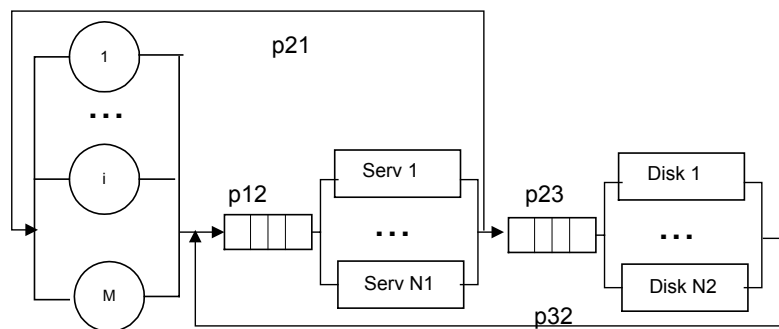 p21
1
...
i
M
p12
Serv 1
...
Serv N1
p23
Disk 1
...
Disk N2
p32